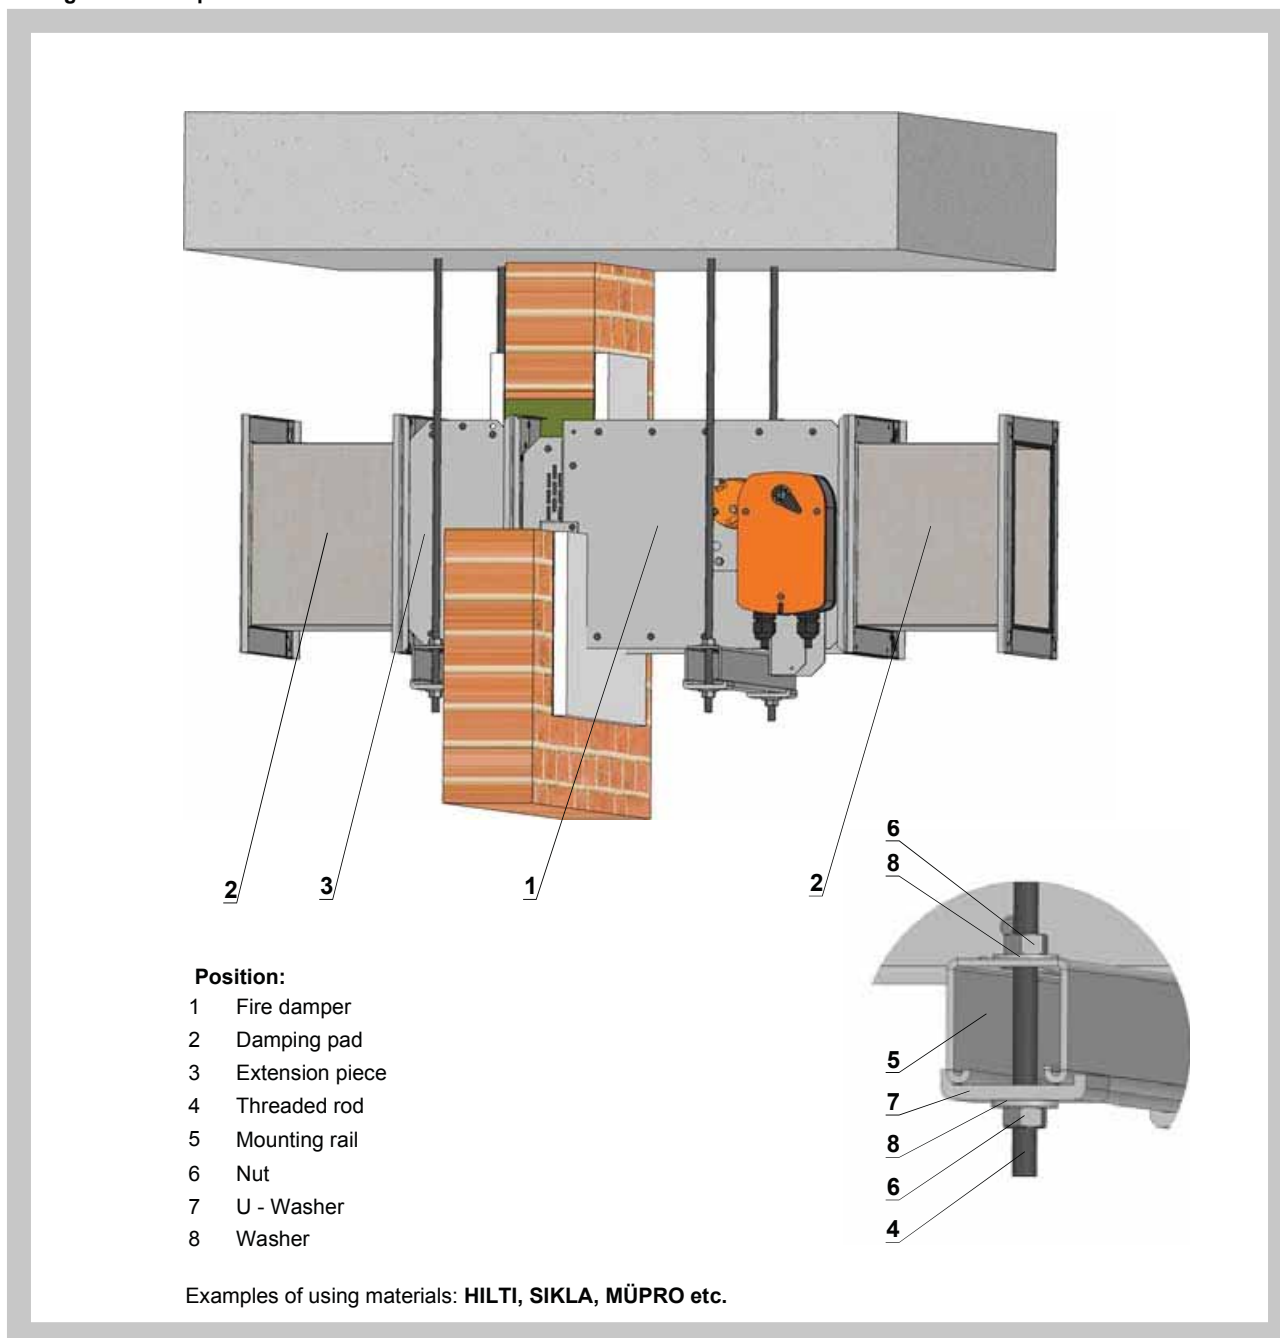 2
3
1
2
6
8
5
7
8
6
4
Position:
1 Fire damper
2 Damping pad
3 Extension piece
4 Threaded rod
5 Mounting rail
6 Nut
7 U - Washer
8 Washer
Examples of using materials: HILTI, SIKLA, MÜPRO etc.